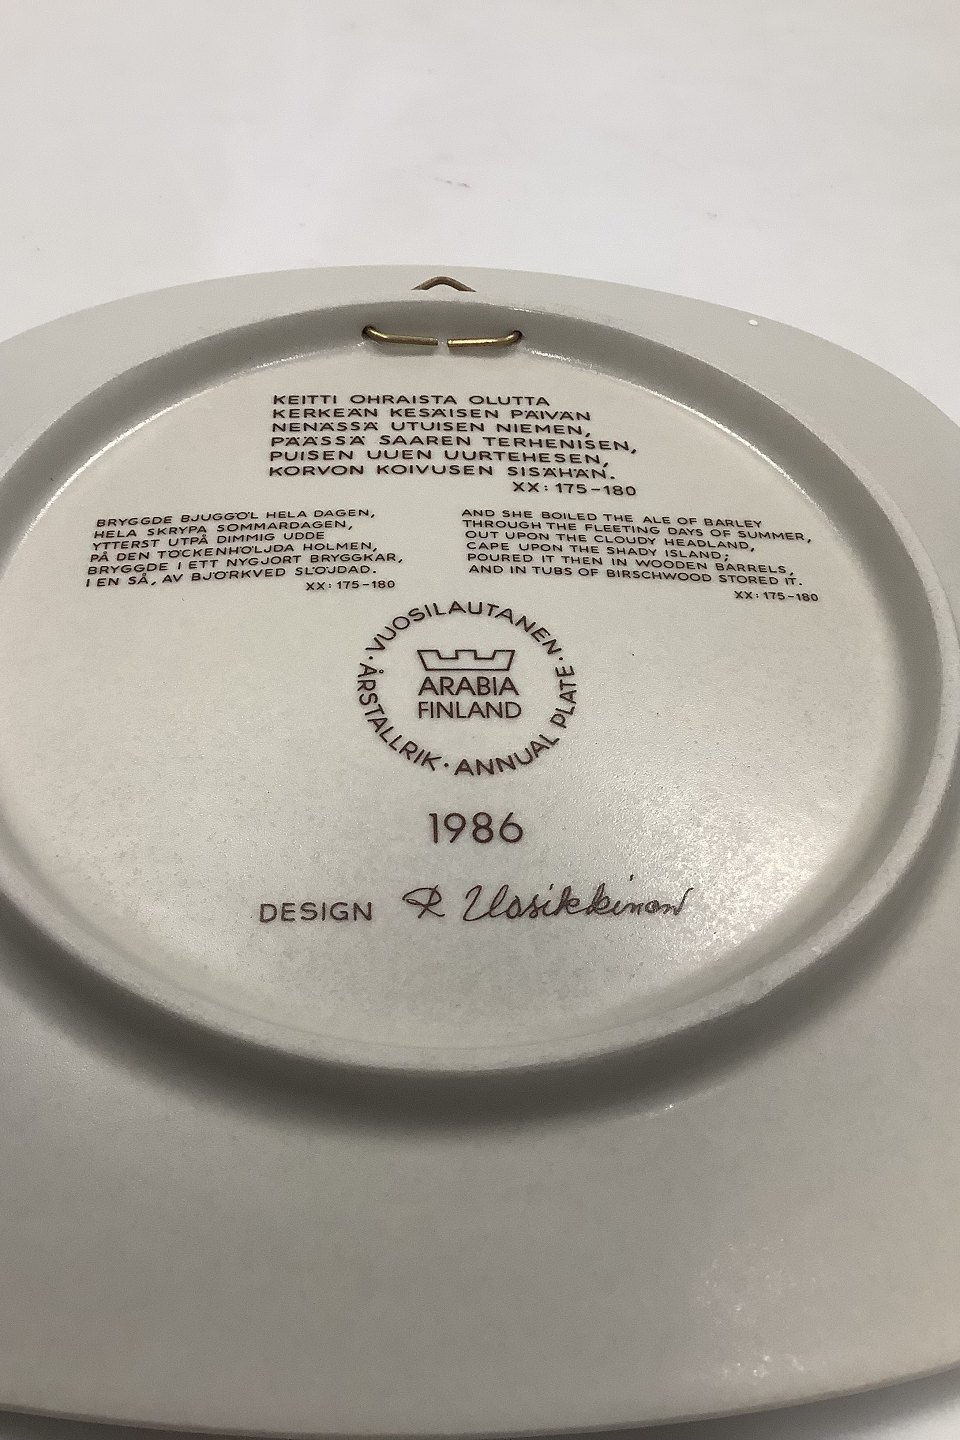 KEITTI OHRAISTA OLUTTA
KERKEÄN KESÄISEN PÄIVÄN
NENÄSSÄ UTUISEN NIEMEN,
PÄÄSSÄ SAAREN TERHENISEN,
PUISEN UUEN UURTEHESEN,
KORVON KOIVUSEN SISÄHÄN.
XX: 175-180
BRYGGDE BJUGGÖL HELA DAGEN,
HELA SKRYPA SOMMARDAGEN,
YTTERST UTPÅ DIMMIG UDDE
PÅ DEN TÖCKENHÖLJDA HOLMEN,
BRYGGDE I ETT NYGJORT BRYGGKAR,
I EN SÅ, AV BJÖRKVED SLÖJDAD.
XX: 175-180
AND SHE BOILED THE ALE OF BARLEY
THROUGH THE FLEETING DAYS OF SUMMER,
OUT UPON THE CLOUDY HEADLAND,
CAPE UPON THE SHADY ISLAND;
POURED IT THEN IN WOODEN BARRELS,
AND IN TUBS OF BIRSCHWOOD STORED IT.
XX: 175-180
· VUOSILAUTANEN ·
ARABIA
FINLAND
ÅRSTALLRIK · ANNUAL PLATE
1986
DESIGN R Uosikkinen